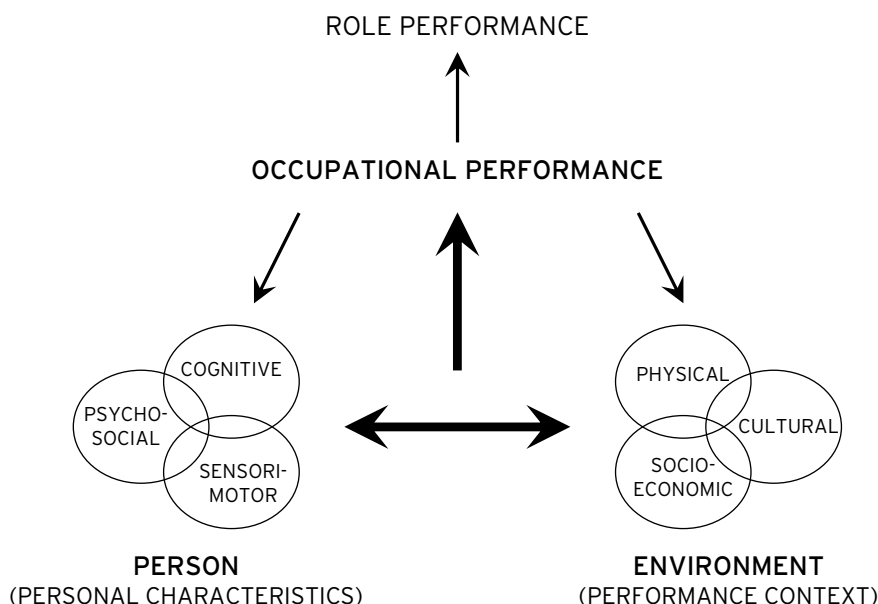 ROLE PERFORMANCE
OCCUPATIONAL PERFORMANCE
COGNITIVE
PSYCHO-
SOCIAL
SENSORI-
MOTOR
PHYSICAL
CULTURAL
SOCIO-
ECONOMIC
PERSON
(PERSONAL CHARACTERISTICS)
ENVIRONMENT
(PERFORMANCE CONTEXT)